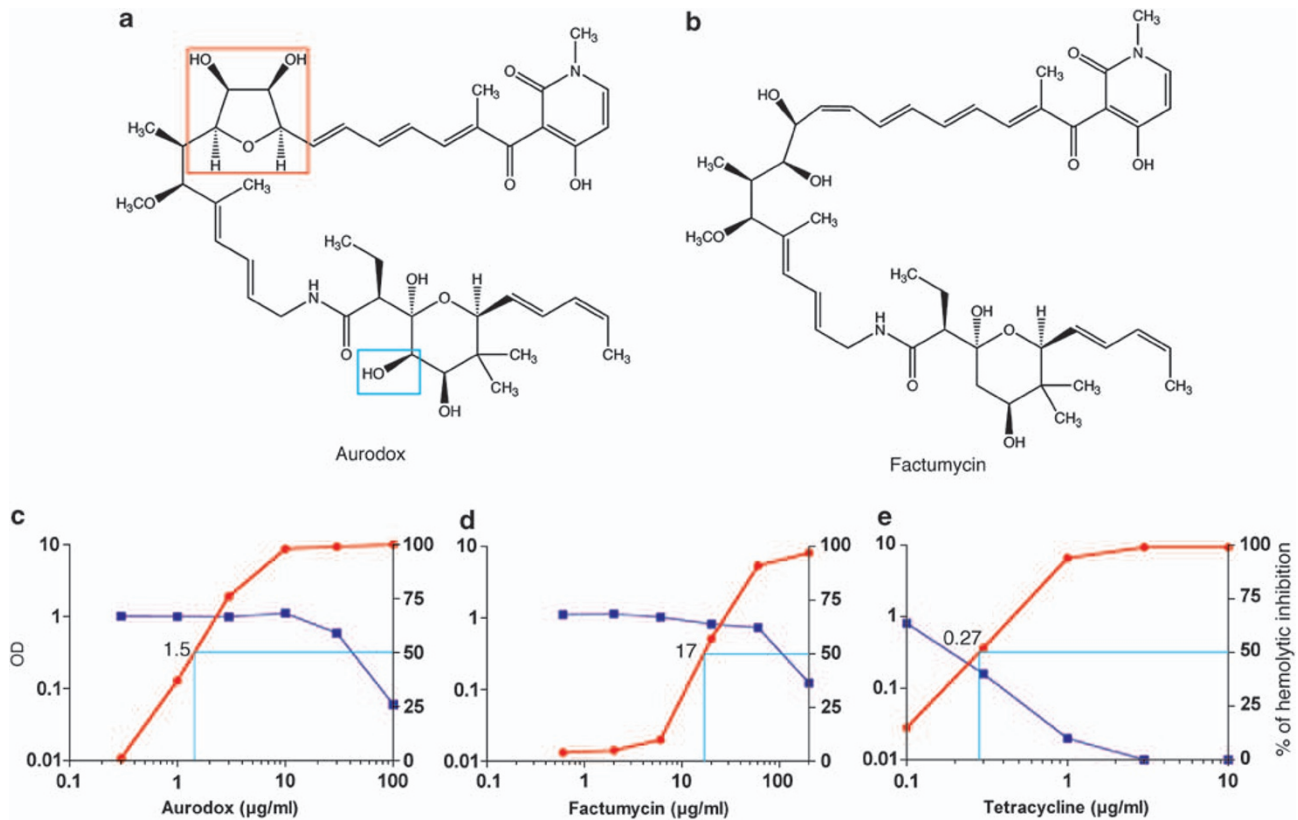 a
HO
OH
CH3
N
O
CH3
H3C
O
H
H
O
OH
H3CO
CH3
H3C
H
N
O
OH
O
H
HO
CH3
CH3
CH3
OH
Aurodox
b
CH3
N
O
CH3
HO
O
OH
H3C
OH
H3CO
CH3
H3C
H
N
O
OH
O
H
CH3
CH3
CH3
OH
Factumycin
c
10
1
0.1
0.01
OD
1.5
100
75
50
25
0
0.1 1 10 100
Aurodox (µg/ml)
d
10
1
0.1
0.01
17
100
75
50
25
0
0.1 1 10 100
Factumycin (µg/ml)
e
10
1
0.1
0.01
0.27
100
75
50
25
0
% of hemolytic inhibition
0.1 1 10
Tetracycline (µg/ml)